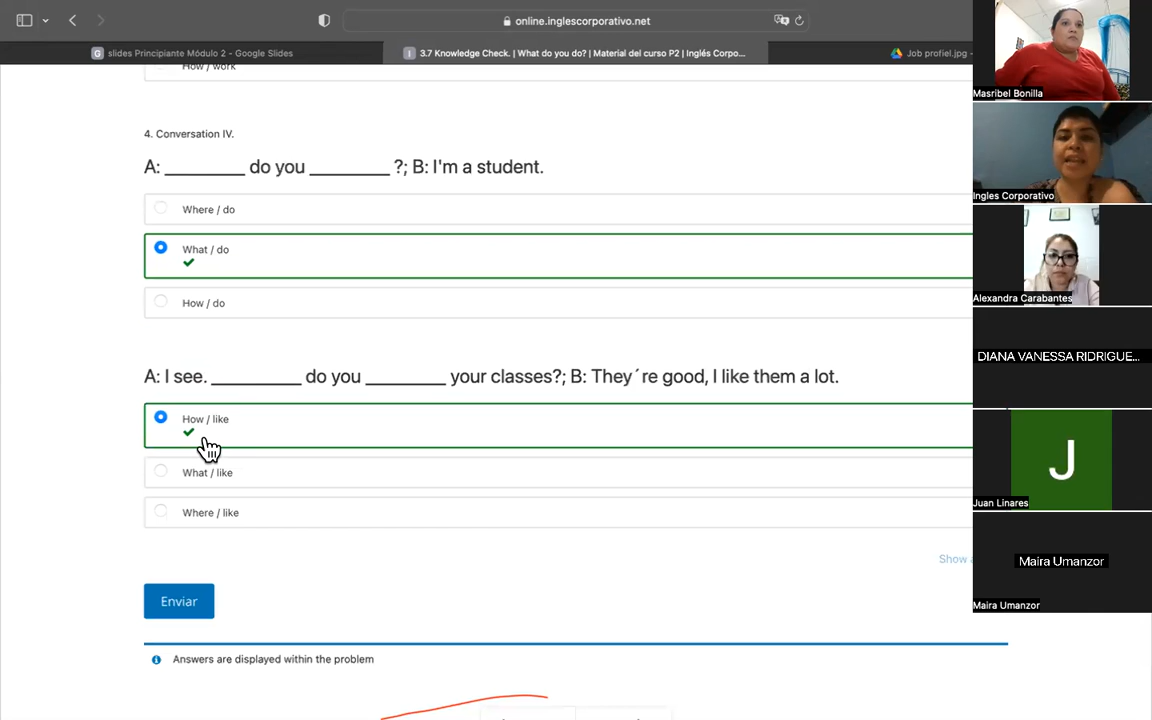 online.inglescorporativo.net
slides Principiante Módulo 2 - Google Slides
3.7 Knowledge Check. | What do you do? | Material del curso P2 | Inglés Corpo...
Job profiel.jpg -
How / work
4. Conversation IV.
A: _________ do you _________ ?; B: I'm a student.
Where / do
What / do
How / do
A: I see. __________ do you _________ your classes?; B: They´re good, I like them a lot.
How / like
What / like
Where / like
Show
Enviar
Answers are displayed within the problem
Masribel Bonilla
Ingles Corporativo
Alexandra Carabantes
DIANA VANESSA RIDRIGUE...
J
Juan Linares
Maira Umanzor
Maira Umanzor